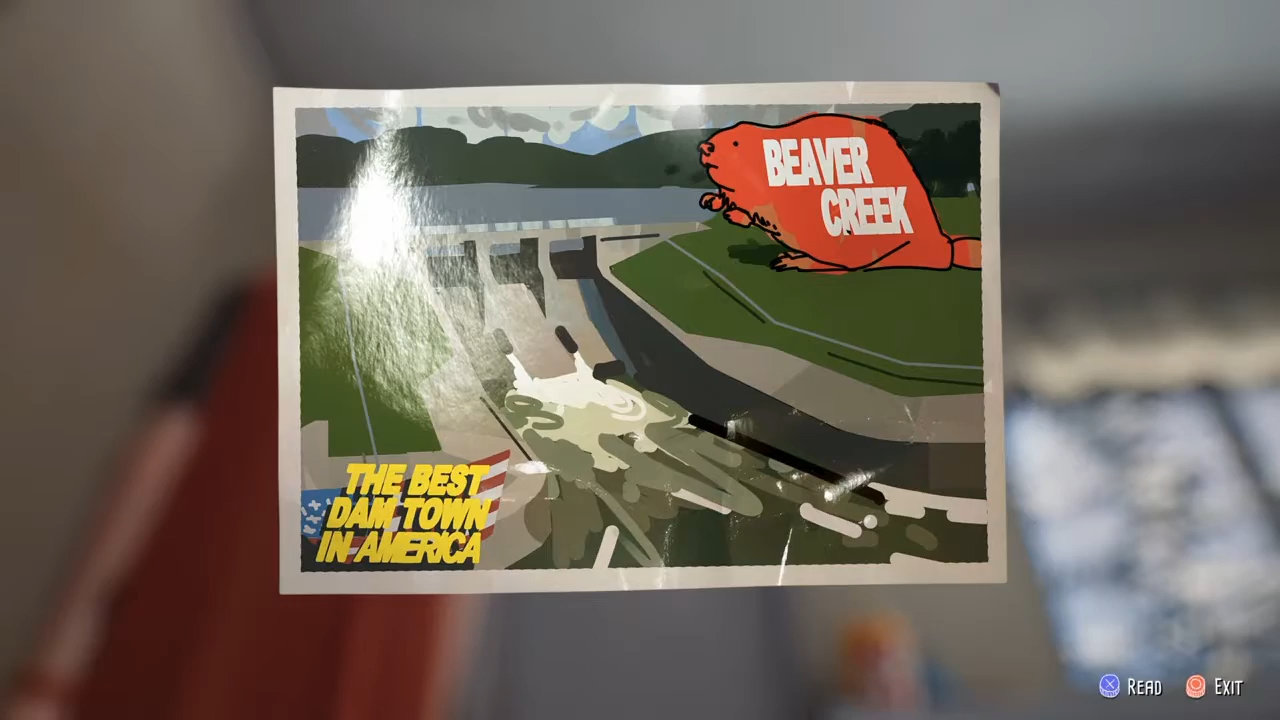 BEAVER
CREEK
THE BEST
DAM TOWN
IN AMERICA
READ
EXIT